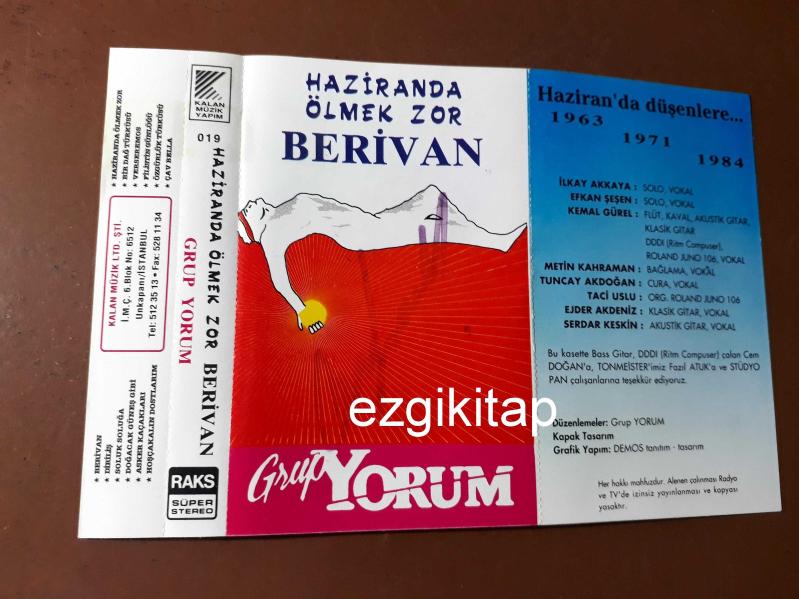 ★ HAZİRANDA ÖLMEK ZOR
★ BİR DAĞ TÜRKÜSÜ
★ VERSEREMOS
★ FİLİSTİN GÜNLÜĞÜ
★ ÖZGÜRLÜK TÜRKÜSÜ
★ ÇAV BELLA
KALAN MÜZİK LTD. ŞTİ.
İ.M.Ç. 6.Blok No: 6512
Unkapanı/İSTANBUL
Tel: 512 35 13 • Fax: 528 11 34
★ BERİVAN
★ DİRİLİŞ
★ SOLUK SOLUĞA
★ DOĞACAK GÜNEŞ GİBİ
★ ASKER KAÇAKLARI
★ HOŞÇAKALIN DOSTLARIM
KALAN
MÜZİK
YAPIM
019
HAZİRANDA ÖLMEK ZOR BERİVAN
GRUP YORUM
RAKS
SÜPER
STEREO
HAZİRANDA
ÖLMEK ZOR
BERİVAN
ezgikitap
Grup YORUM
Haziran'da düşenlere...
1963
1971
1984
İLKAY AKKAYA : SOLO, VOKAL
EFKAN ŞEŞEN : SOLO, VOKAL
KEMAL GÜREL : FLÜT, KAVAL, AKUSTİK GİTAR,
KLASİK GİTAR
DDDI (Ritm Compuser),
ROLAND JUNO 106, VOKAL
METİN KAHRAMAN : BAĞLAMA, VOKAL
TUNCAY AKDOĞAN : CURA, VOKAL
TACİ USLU : ORG. ROLAND JUNO 106
EJDER AKDENİZ : KLASİK GİTAR, VOKAL
SERDAR KESKİN : AKUSTİK GİTAR, VOKAL
Bu kasette Bass Gitar, DDDI (Ritm Compuser) çalan Cem
DOĞAN'a, TONMEİSTER'imiz Fazıl ATUK'a ve STÜDYO
PAN çalışanlarına teşekkür ediyoruz.
Düzenlemeler: Grup YORUM
Kapak Tasarım
Grafik Yapım: DEMOS tanıtım - tasarım
Her hakkı mahfuzdur. Alenen çalınması Radyo
ve TV'de izinsiz yayınlanması ve kopyası
yasaktır.